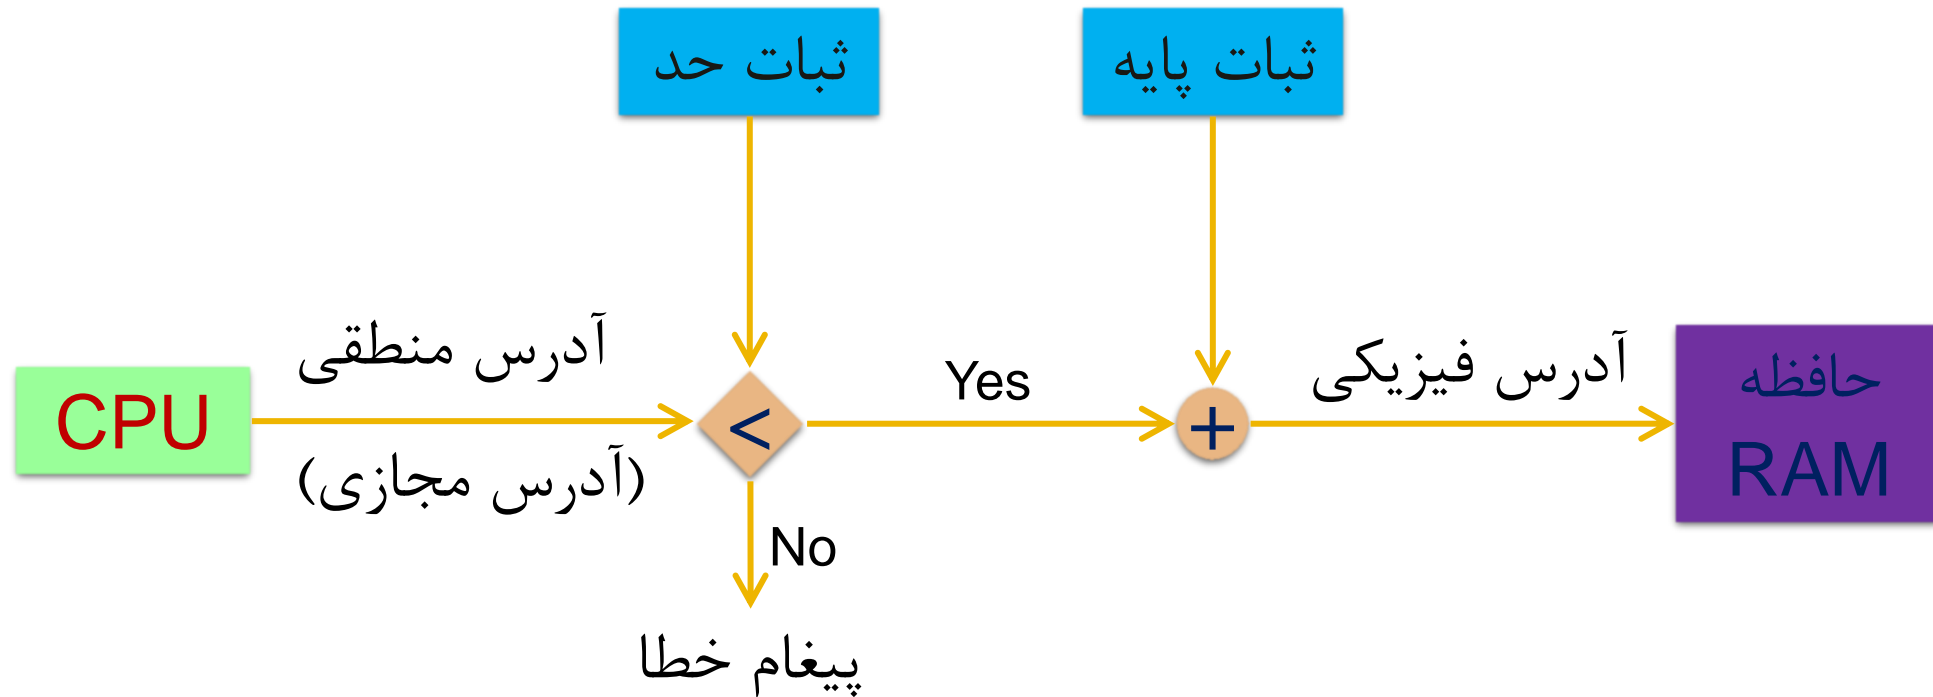 ثبات حد
ثبات پایه
آدرس منطقی
CPU
(آدرس مجازی)
<
Yes
No
پیغام خطا
+
آدرس فیزیکی
حافظه
RAM